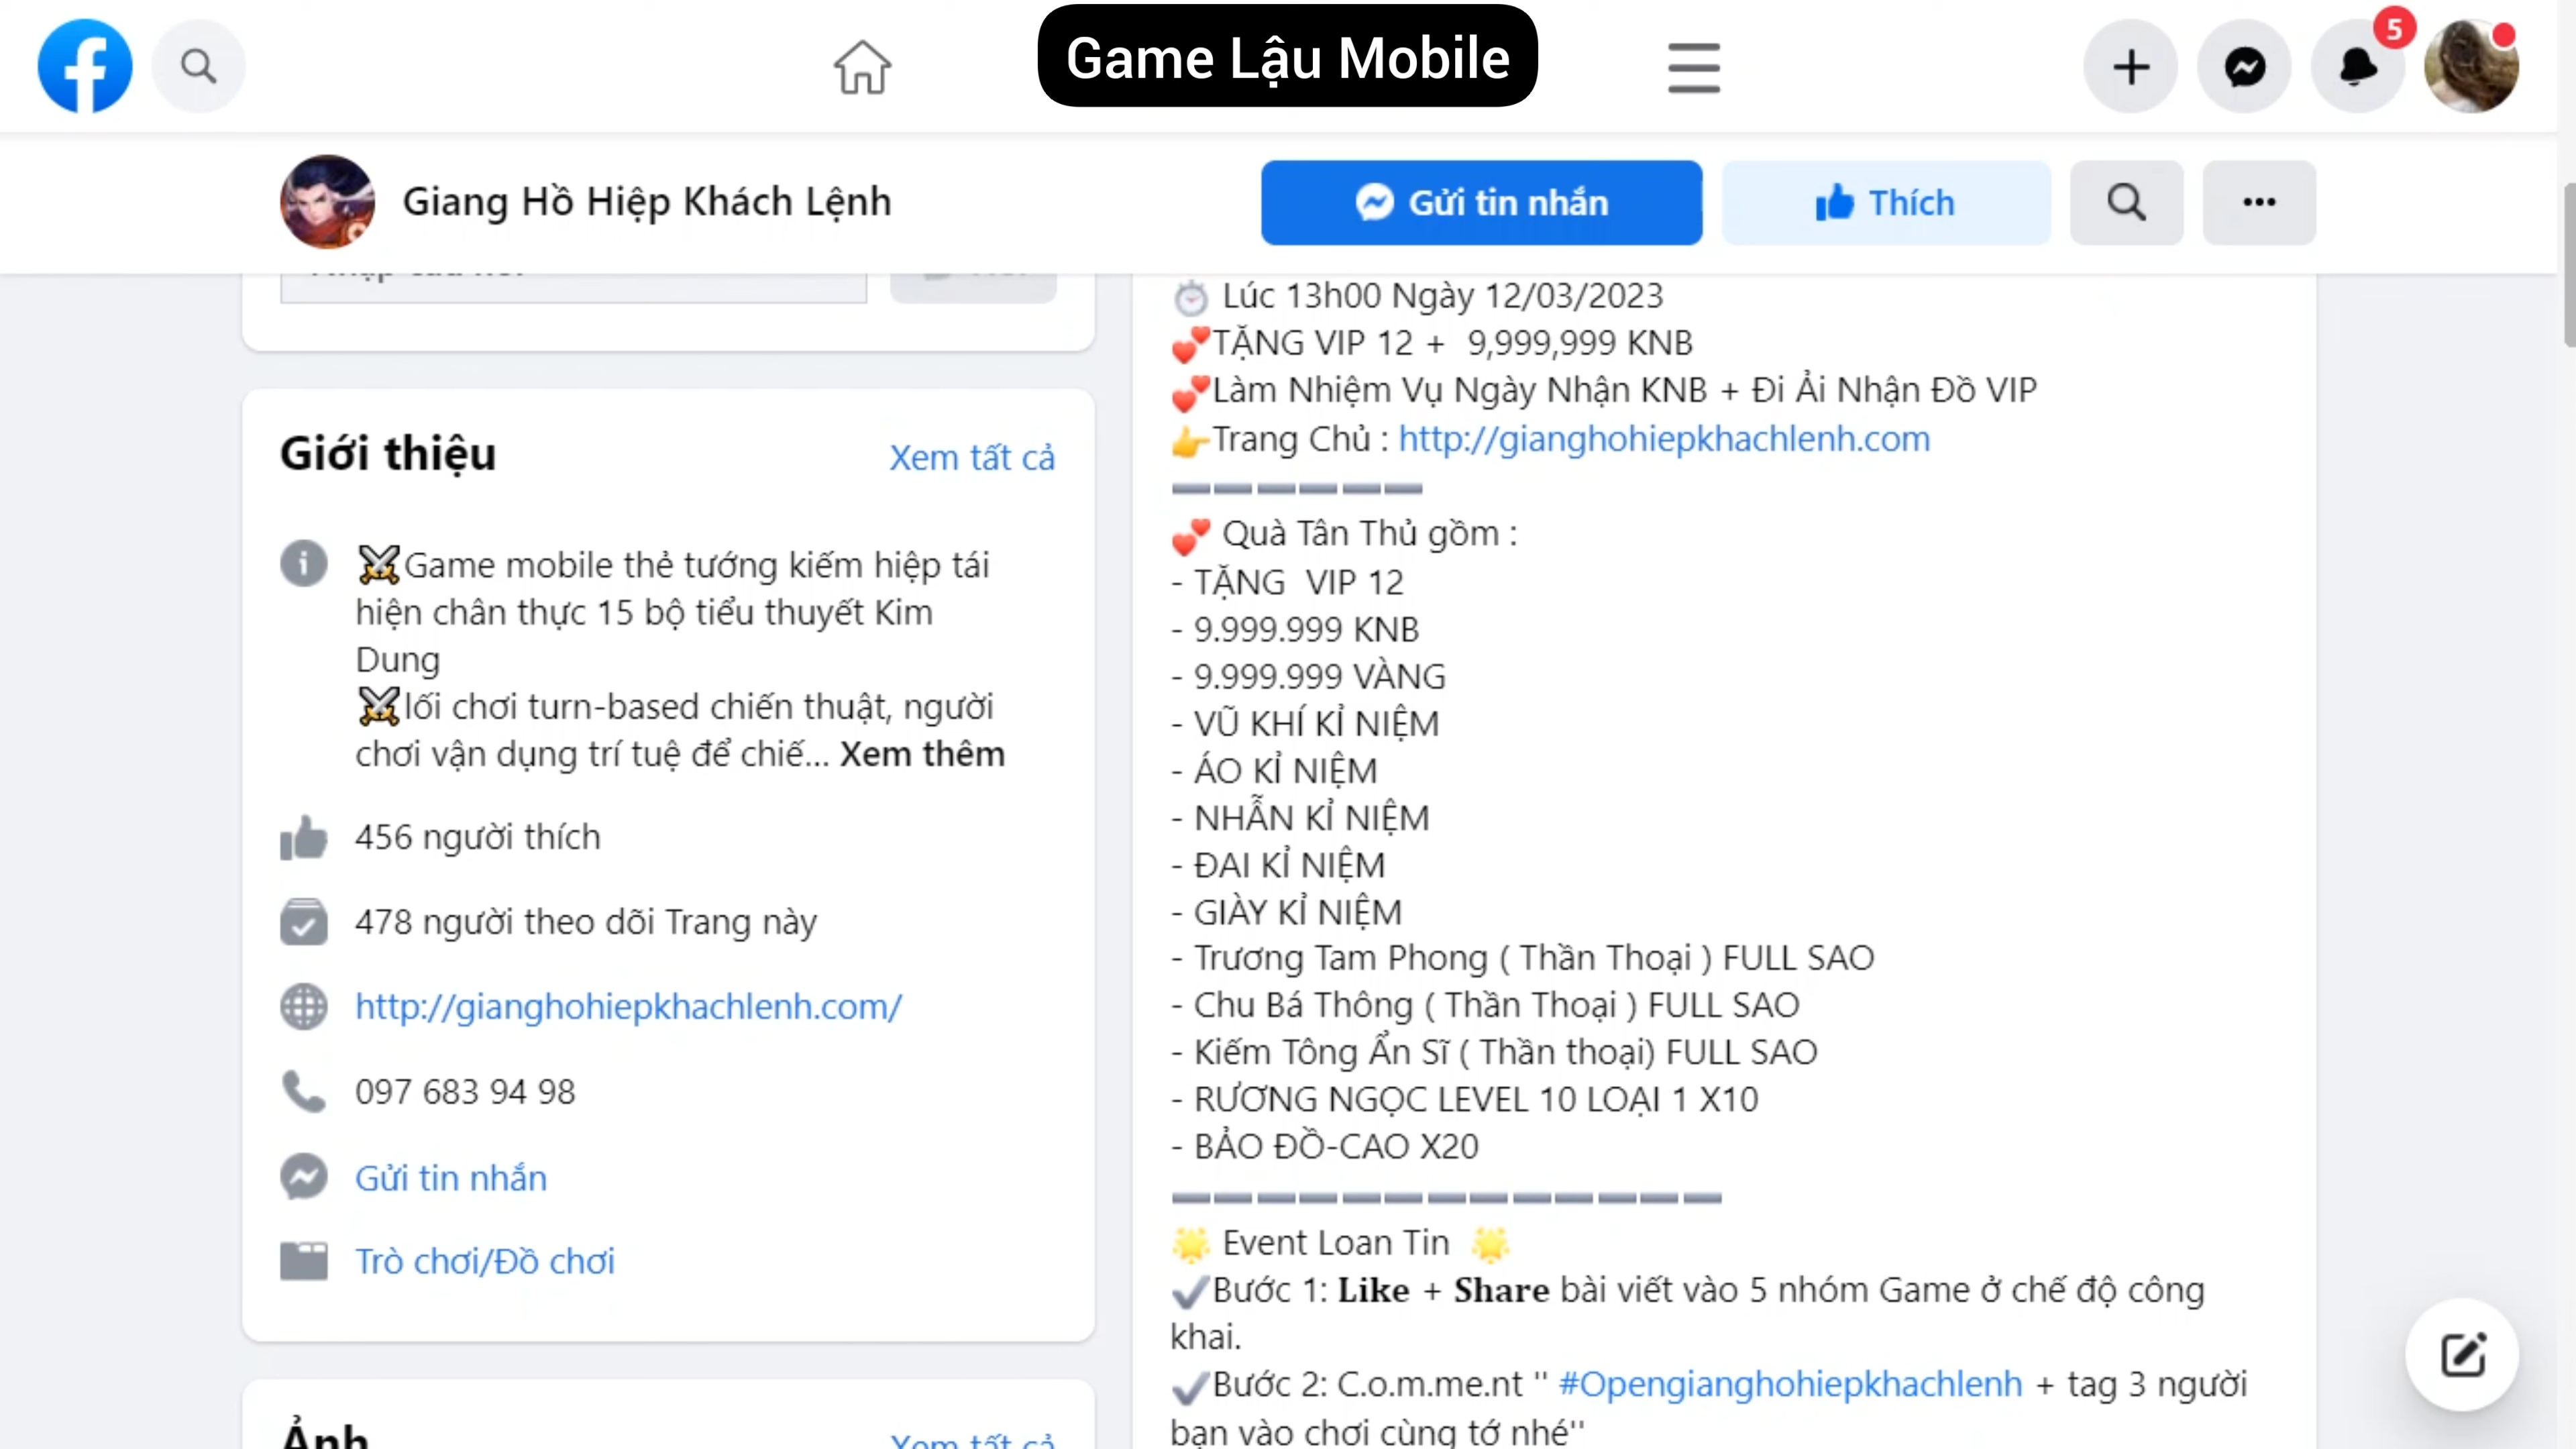 Game Lậu Mobile
5
Giang Hồ Hiệp Khách Lệnh
Gửi tin nhắn
Thích
Giới thiệu
Xem tất cả
⚔Game mobile thẻ tướng kiếm hiệp tái
hiện chân thực 15 bộ tiểu thuyết Kim
Dung
⚔lối chơi turn-based chiến thuật, người
chơi vận dụng trí tuệ để chiế... Xem thêm
456 người thích
478 người theo dõi Trang này
http://gianghohiepkhachlenh.com/
097 683 94 98
Gửi tin nhắn
Trò chơi/Đồ chơi
Ảnh
Xem tất cả
⏱ Lúc 13h00 Ngày 12/03/2023
💕TẶNG VIP 12 + 9,999,999 KNB
💕Làm Nhiệm Vụ Ngày Nhận KNB + Đi Ải Nhận Đồ VIP
👉Trang Chủ : http://gianghohiepkhachlenh.com
➖➖➖➖➖➖
💕 Quà Tân Thủ gồm :
- TẶNG VIP 12
- 9.999.999 KNB
- 9.999.999 VÀNG
- VŨ KHÍ KỈ NIỆM
- ÁO KỈ NIỆM
- NHẪN KỈ NIỆM
- ĐAI KỈ NIỆM
- GIÀY KỈ NIỆM
- Trương Tam Phong ( Thần Thoại ) FULL SAO
- Chu Bá Thông ( Thần Thoại ) FULL SAO
- Kiếm Tông Ẩn Sĩ ( Thần thoại) FULL SAO
- RƯƠNG NGỌC LEVEL 10 LOẠI 1 X10
- BẢO ĐỒ-CAO X20
➖➖➖➖➖➖➖➖➖➖➖➖➖
🌟 Event Loan Tin 🌟
✔Bước 1: Like + Share bài viết vào 5 nhóm Game ở chế độ công
khai.
✔Bước 2: C.o.m.me.nt " #Opengianghohiepkhachlenh + tag 3 người
bạn vào chơi cùng tớ nhé"